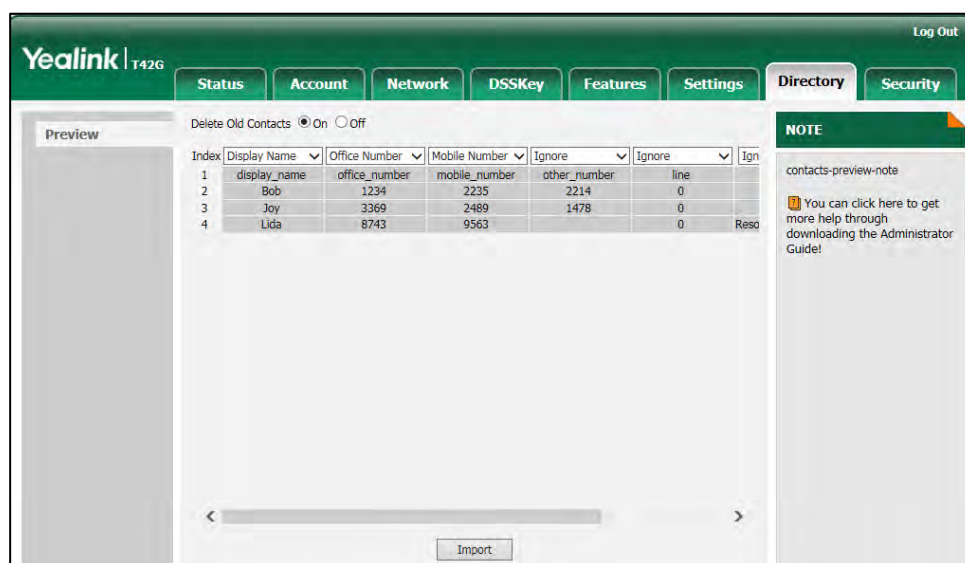 Log Out
Yealink | T42G
Status Account Network DSSKey Features Settings Directory Security
Preview
Delete Old Contacts On Off
Index Display Name Office Number Mobile Number Ignore Ignore Ign
1 display_name office_number mobile_number other_number line
2 Bob 1234 2235 2214 0
3 Joy 3369 2489 1478 0
4 Lida 8743 9563 0 Reso
Import
NOTE
contacts-preview-note
You can click here to get
more help through
downloading the Administrator
Guide!